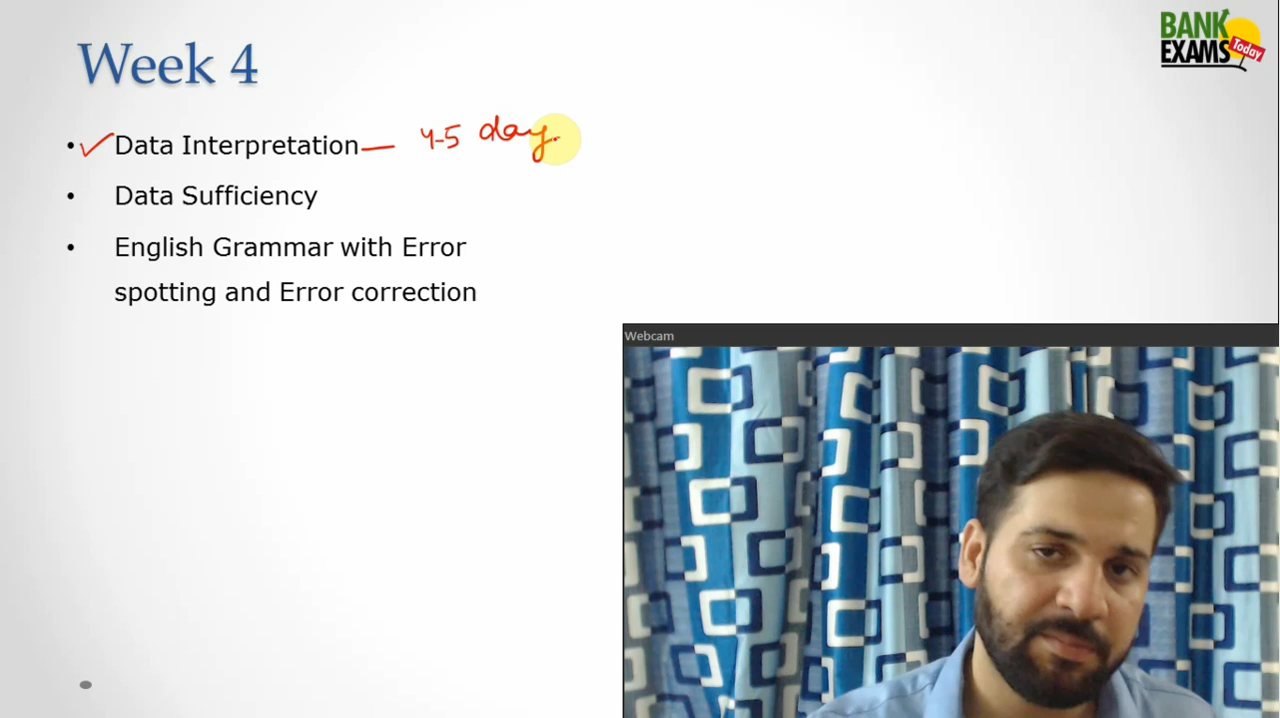 Week 4
BANK
EXAMS Today
• Data Interpretation — 4-5 day
• Data Sufficiency
• English Grammar with Error
spotting and Error correction
Webcam